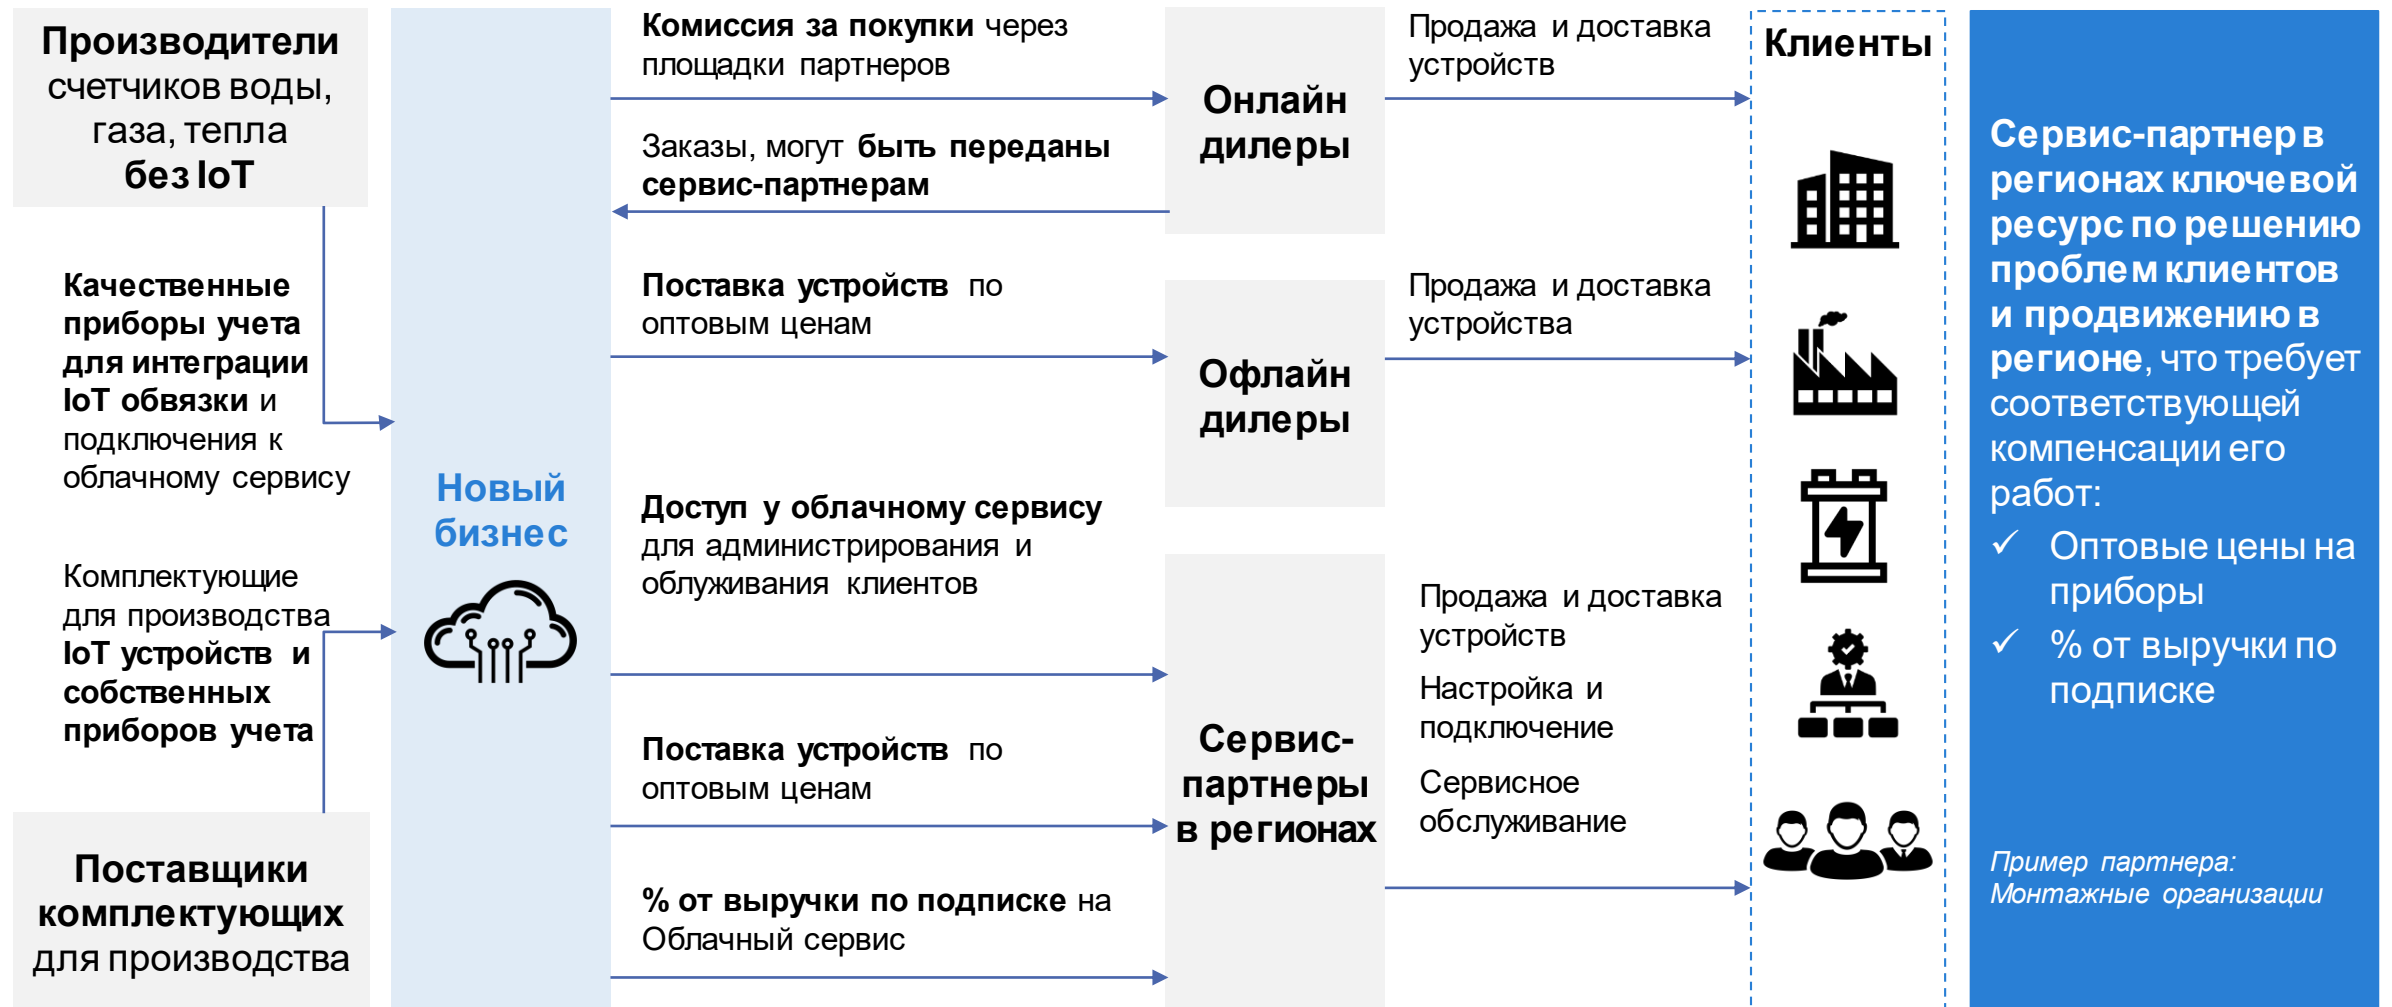 Производители
счетчиков воды,
газа, тепла
без IoT
Качественные
приборы учета
для интеграции
IoT обвязки и
подключения к
облачному сервису
Комплектующие
для производства
IoT устройств и
собственных
приборов учета
Поставщики
комплектующих
для производства
Новый
бизнес
Комиссия за покупки через
площадки партнеров
Заказы, могут быть переданы
сервис-партнерам
Поставка устройств по
оптовым ценам
Доступ у облачному сервису
для администрирования и
облуживания клиентов
Поставка устройств по
оптовым ценам
% от выручки по подписке на
Облачный сервис
Онлайн
дилеры
Офлайн
дилеры
Сервис-
партнеры
в регионах
Продажа и доставка
устройств
Продажа и доставка
устройства
Продажа и доставка
устройств
Настройка и
подключение
Сервисное
обслуживание
Клиенты
Сервис-партнер в
регионах ключевой
ресурс по решению
проблем клиентов
и продвижению в
регионе, что требует
соответствующей
компенсации его
работ:
✓ Оптовые цены на
приборы
✓ % от выручки по
подписке
Пример партнера:
Монтажные организации